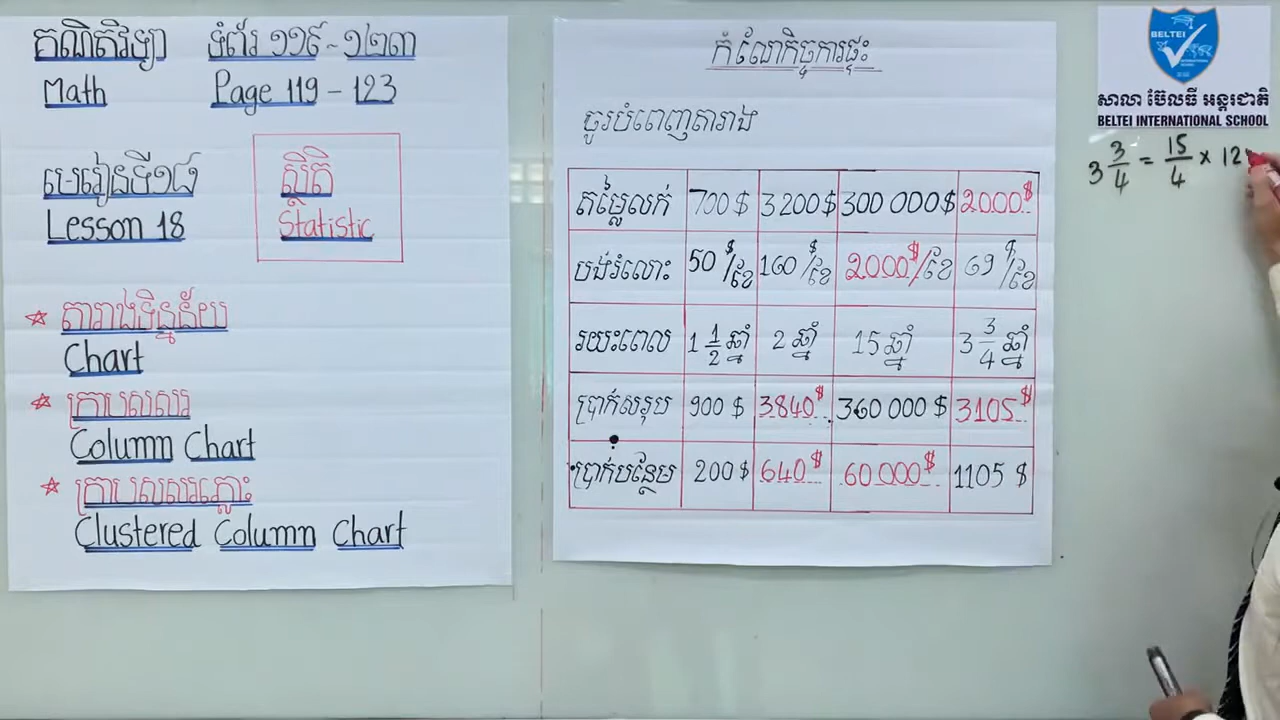 គណិតវិទ្យា ទំព័រ ១១៩ - ១២៣
Math Page 119 - 123
មេរៀនទី១៨
Lesson 18
ស្ថិតិ
Statistic
តារាងទិន្នន័យ
Chart
ក្រាបសសរ
Column Chart
ក្រាបសសរភ្លោះ
Clustered Column Chart
កំណែកិច្ចការផ្ទះ
ចូរបំពេញតារាង
តម្លៃលក់ 700 $ 3 200 $ 300 000 $ 2000 $
បង់រំលោះ 50 $/ខែ 160 $/ខែ 2000 $/ខែ 69 $/ខែ
រយះពេល 1 1/2 ឆ្នាំ 2 ឆ្នាំ 15 ឆ្នាំ 3 3/4 ឆ្នាំ
ប្រាក់សរុប 900 $ 3840 $ 360 000 $ 3105 $
ប្រាក់បន្ថែម 200 $ 640 $ 60 000 $ 1105 $
BELTEI
សាលា ប៊ែលធី អន្តរជាតិ
BELTEI INTERNATIONAL SCHOOL
3 3/4 = 15/4 × 12